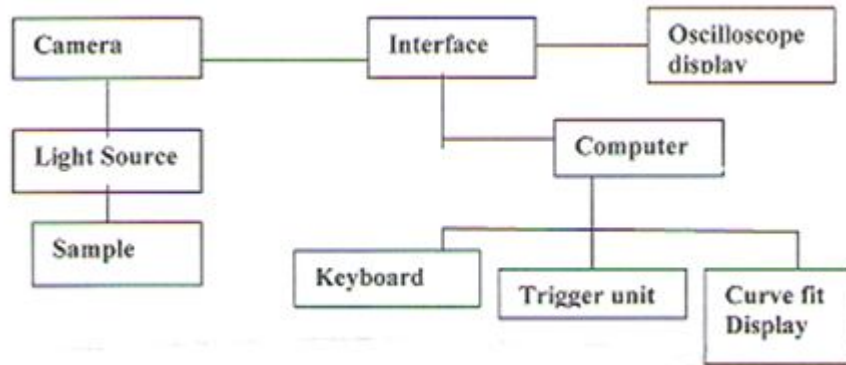 Camera
Interface
Oscilloscope
display
Light Source
Computer
Sample
Keyboard
Trigger unit
Curve fit
Display